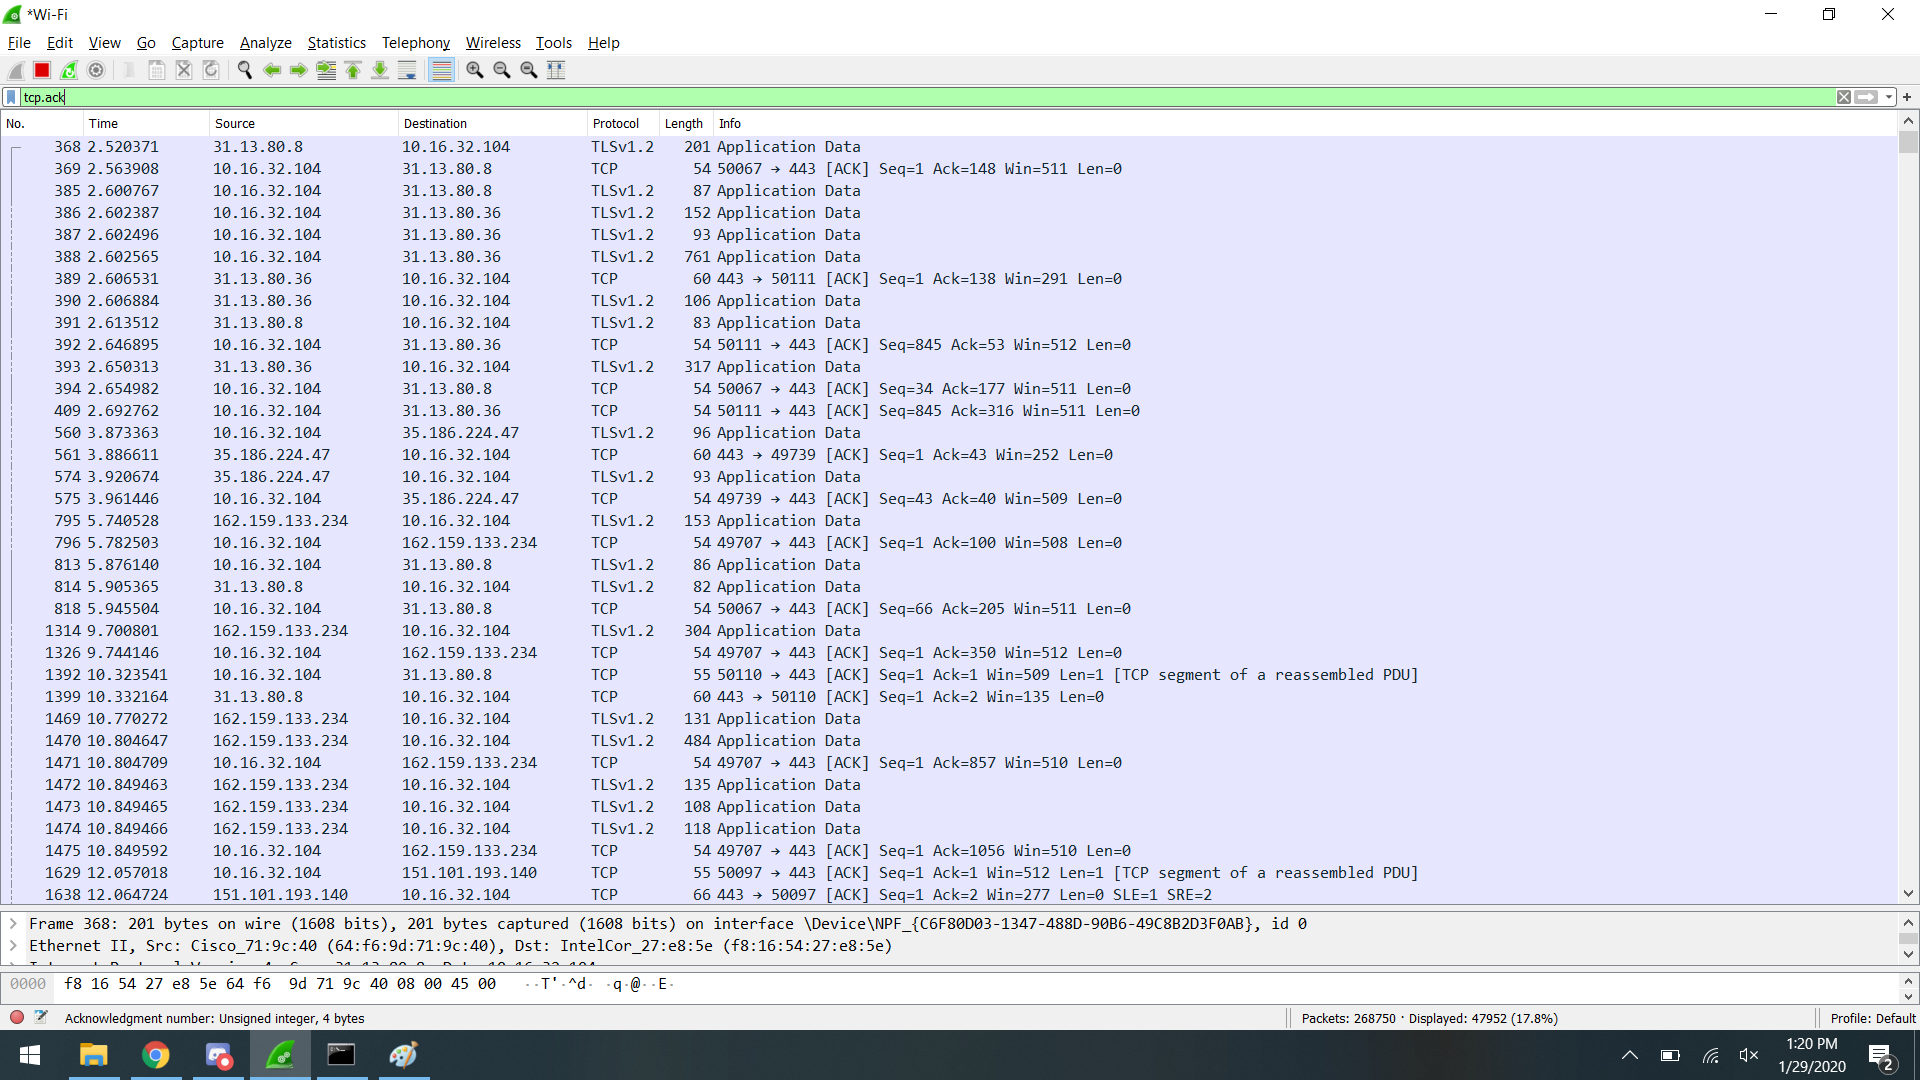 *Wi-Fi
File Edit View Go Capture Analyze Statistics Telephony Wireless Tools Help
tcp.ack
No. Time Source Destination Protocol Length Info
368 2.520371 31.13.80.8 10.16.32.104 TLSv1.2 201 Application Data
369 2.563908 10.16.32.104 31.13.80.8 TCP 54 50067 → 443 [ACK] Seq=1 Ack=148 Win=511 Len=0
385 2.600767 10.16.32.104 31.13.80.8 TLSv1.2 87 Application Data
386 2.602387 10.16.32.104 31.13.80.36 TLSv1.2 152 Application Data
387 2.602496 10.16.32.104 31.13.80.36 TLSv1.2 93 Application Data
388 2.602565 10.16.32.104 31.13.80.36 TLSv1.2 761 Application Data
389 2.606531 31.13.80.36 10.16.32.104 TCP 60 443 → 50111 [ACK] Seq=1 Ack=138 Win=291 Len=0
390 2.606884 31.13.80.36 10.16.32.104 TLSv1.2 106 Application Data
391 2.613512 31.13.80.8 10.16.32.104 TLSv1.2 83 Application Data
392 2.646895 10.16.32.104 31.13.80.36 TCP 54 50111 → 443 [ACK] Seq=845 Ack=53 Win=512 Len=0
393 2.650313 31.13.80.36 10.16.32.104 TLSv1.2 317 Application Data
394 2.654982 10.16.32.104 31.13.80.8 TCP 54 50067 → 443 [ACK] Seq=34 Ack=177 Win=511 Len=0
409 2.692762 10.16.32.104 31.13.80.36 TCP 54 50111 → 443 [ACK] Seq=845 Ack=316 Win=511 Len=0
560 3.873363 10.16.32.104 35.186.224.47 TLSv1.2 96 Application Data
561 3.886611 35.186.224.47 10.16.32.104 TCP 60 443 → 49739 [ACK] Seq=1 Ack=43 Win=252 Len=0
574 3.920674 35.186.224.47 10.16.32.104 TLSv1.2 93 Application Data
575 3.961446 10.16.32.104 35.186.224.47 TCP 54 49739 → 443 [ACK] Seq=43 Ack=40 Win=509 Len=0
795 5.740528 162.159.133.234 10.16.32.104 TLSv1.2 153 Application Data
796 5.782503 10.16.32.104 162.159.133.234 TCP 54 49707 → 443 [ACK] Seq=1 Ack=100 Win=508 Len=0
813 5.876140 10.16.32.104 31.13.80.8 TLSv1.2 86 Application Data
814 5.905365 31.13.80.8 10.16.32.104 TLSv1.2 82 Application Data
818 5.945504 10.16.32.104 31.13.80.8 TCP 54 50067 → 443 [ACK] Seq=66 Ack=205 Win=511 Len=0
1314 9.700801 162.159.133.234 10.16.32.104 TLSv1.2 304 Application Data
1326 9.744146 10.16.32.104 162.159.133.234 TCP 54 49707 → 443 [ACK] Seq=1 Ack=350 Win=512 Len=0
1392 10.323541 10.16.32.104 31.13.80.8 TCP 55 50110 → 443 [ACK] Seq=1 Ack=1 Win=509 Len=1 [TCP segment of a reassembled PDU]
1399 10.332164 31.13.80.8 10.16.32.104 TCP 60 443 → 50110 [ACK] Seq=1 Ack=2 Win=135 Len=0
1469 10.770272 162.159.133.234 10.16.32.104 TLSv1.2 131 Application Data
1470 10.804647 162.159.133.234 10.16.32.104 TLSv1.2 484 Application Data
1471 10.804709 10.16.32.104 162.159.133.234 TCP 54 49707 → 443 [ACK] Seq=1 Ack=857 Win=510 Len=0
1472 10.849463 162.159.133.234 10.16.32.104 TLSv1.2 135 Application Data
1473 10.849465 162.159.133.234 10.16.32.104 TLSv1.2 108 Application Data
1474 10.849466 162.159.133.234 10.16.32.104 TLSv1.2 118 Application Data
1475 10.849592 10.16.32.104 162.159.133.234 TCP 54 49707 → 443 [ACK] Seq=1 Ack=1056 Win=510 Len=0
1629 12.057018 10.16.32.104 151.101.193.140 TCP 55 50097 → 443 [ACK] Seq=1 Ack=1 Win=512 Len=1 [TCP segment of a reassembled PDU]
1638 12.064724 151.101.193.140 10.16.32.104 TCP 66 443 → 50097 [ACK] Seq=1 Ack=2 Win=277 Len=0 SLE=1 SRE=2
Frame 368: 201 bytes on wire (1608 bits), 201 bytes captured (1608 bits) on interface \Device\NPF_{C6F80D03-1347-488D-90B6-49C8B2D3F0AB}, id 0
Ethernet II, Src: Cisco_71:9c:40 (64:f6:9d:71:9c:40), Dst: IntelCor_27:e8:5e (f8:16:54:27:e8:5e)
0000 f8 16 54 27 e8 5e 64 f6 9d 71 9c 40 08 00 45 00 ··T'·^d· ·q·@··E·
Acknowledgment number: Unsigned integer, 4 bytes
Packets: 268750 · Displayed: 47952 (17.8%)
Profile: Default
1:20 PM
1/29/2020
2